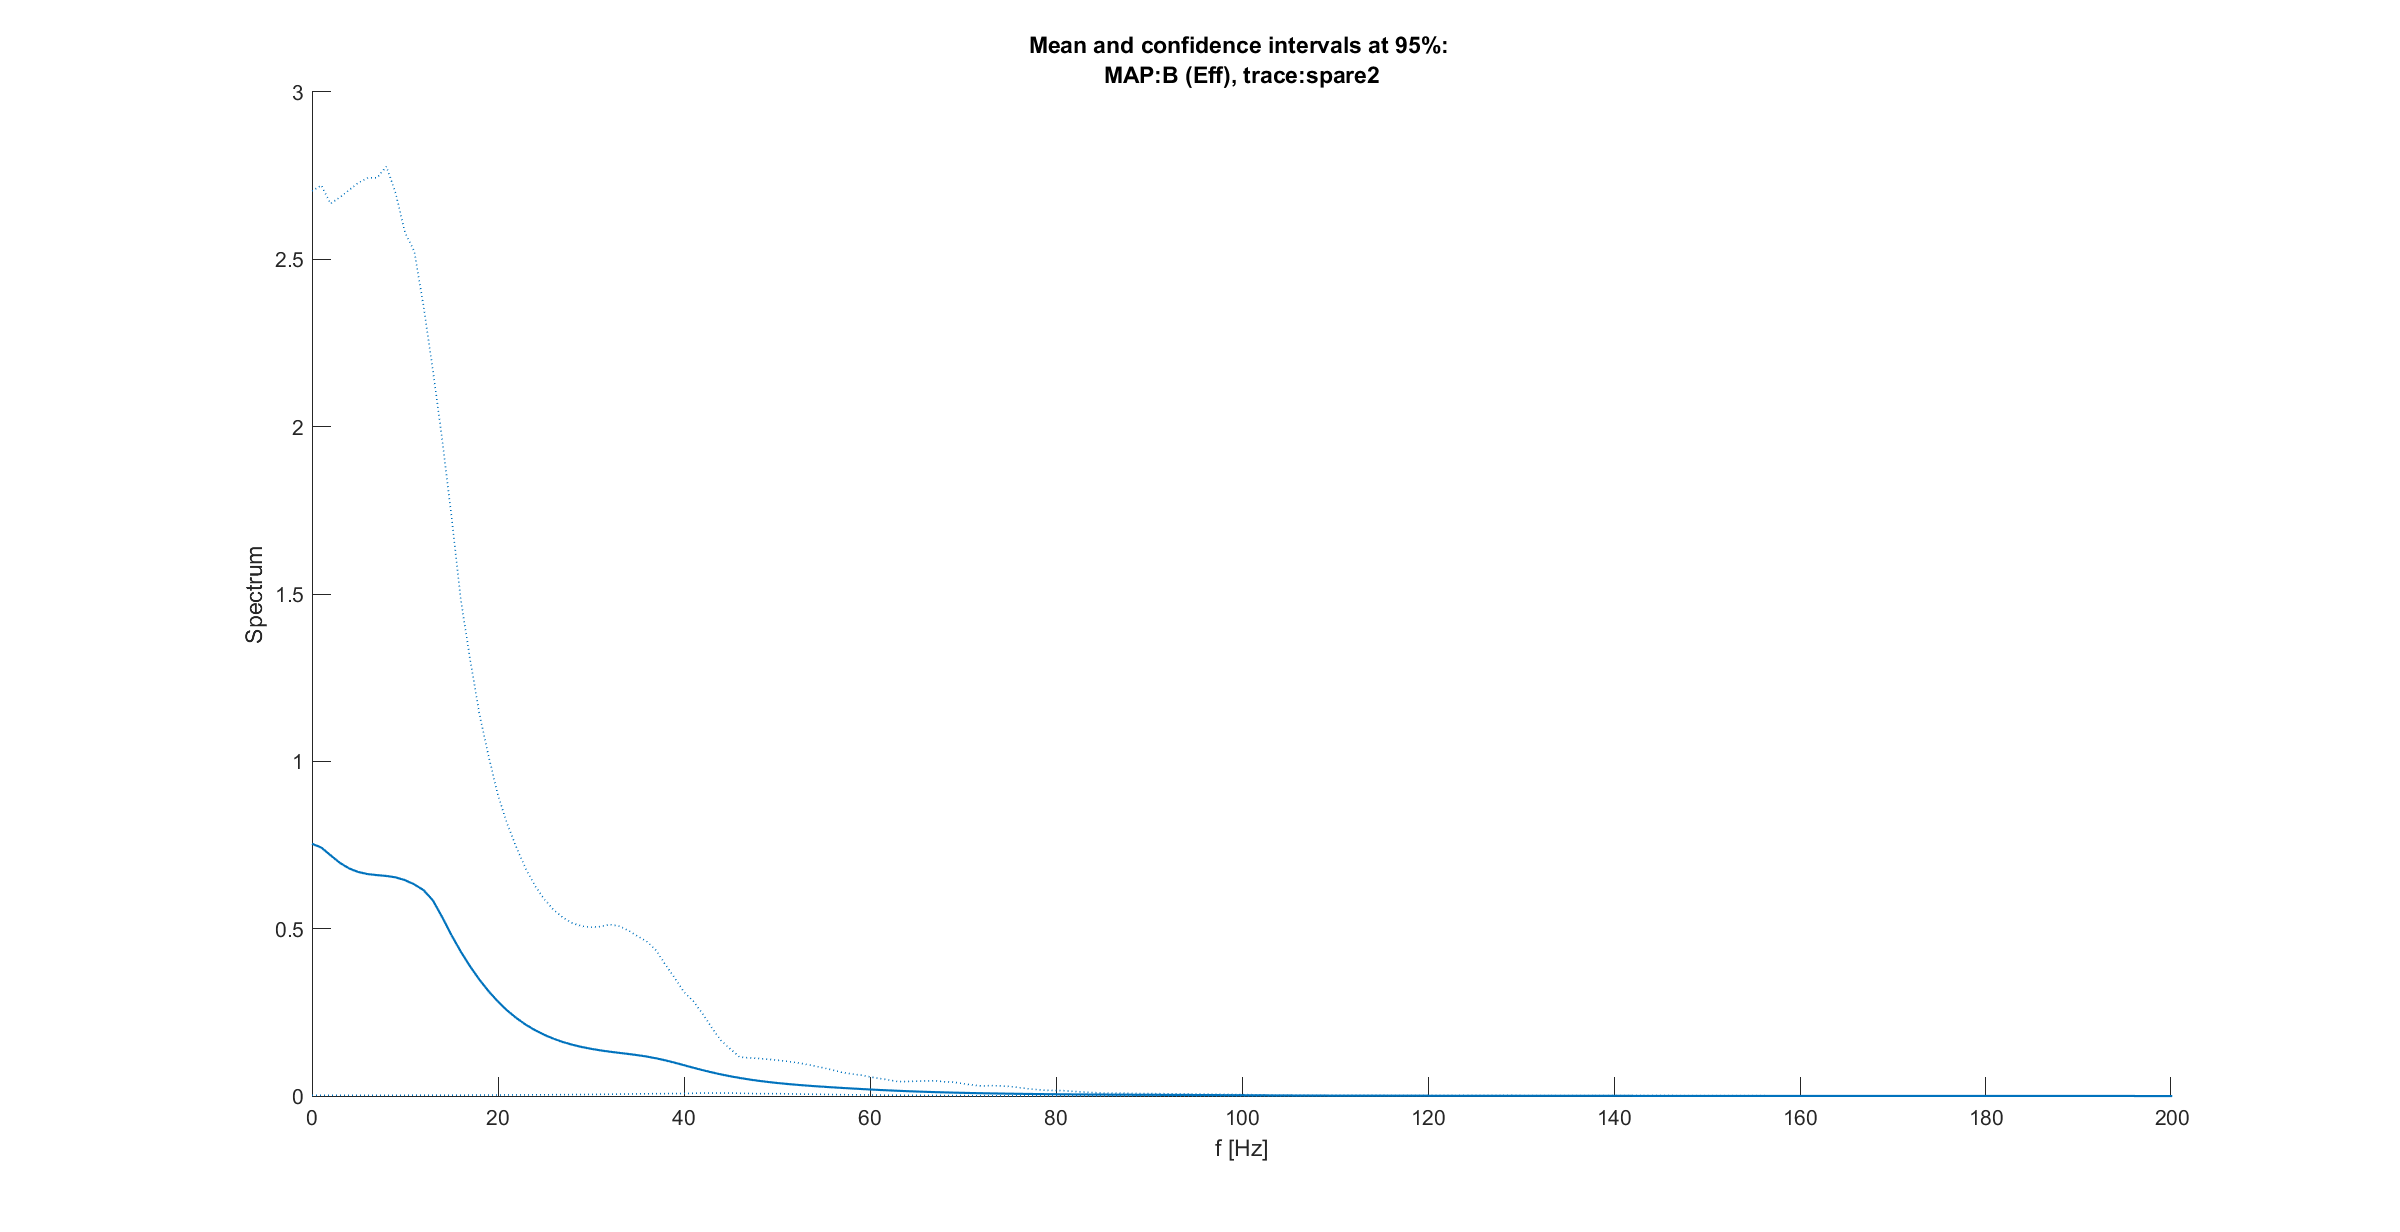 Mean and confidence intervals at 95%:
MAP:B (Eff), trace:spare2
3
2.5
2
1.5
1
0.5
0
Spectrum
0 20 40 60 80 100 120 140 160 180 200
f [Hz]